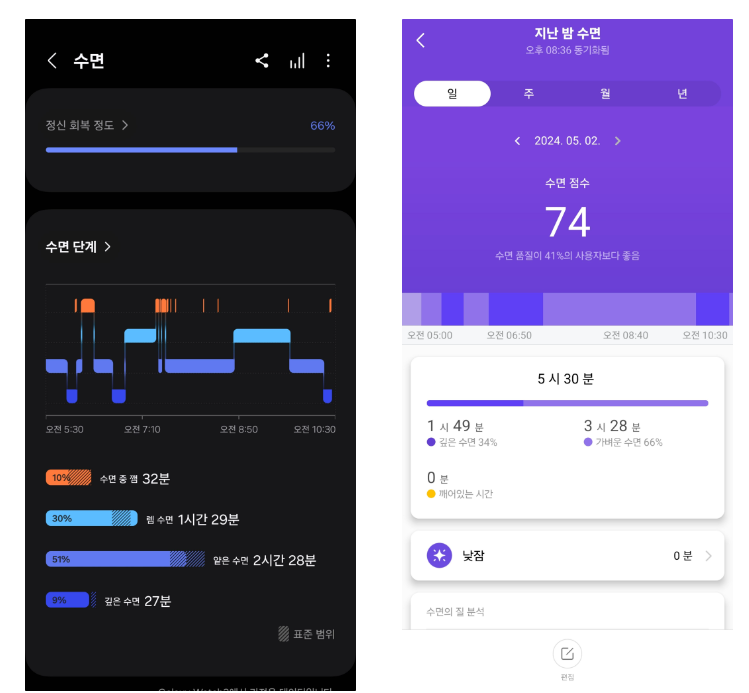 수면
정신 회복 정도 >
66%
수면 단계 >
오전 5:30
오전 7:10
오전 8:50
오전 10:30
10%
수면 중 깸 32분
30%
렘 수면 1시간 29분
51%
얕은 수면 2시간 28분
9%
깊은 수면 27분
표준 범위
지난 밤 수면
오후 08:36 동기화됨
일
주
월
년
< 2024. 05. 02. >
수면 점수
74
수면 품질이 41%의 사용자보다 좋음
오전 05:00
오전 06:50
오전 08:40
오전 10:30
5 시 30 분
1 시 49 분
깊은 수면 34%
3 시 28 분
가벼운 수면 66%
0 분
깨어있는 시간
낮잠
0 분 >
수면의 질 분석
편집